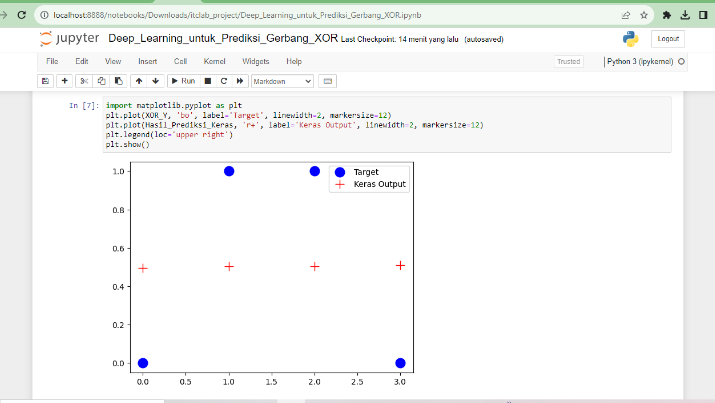 localhost:8888/notebooks/Downloads/itclab_project/Deep_Learning_untuk_Prediksi_Gerbang_XOR.ipynb
jupyter Deep_Learning_untuk_Prediksi_Gerbang_XOR Last Checkpoint: 14 menit yang lalu (autosaved) Logout
File Edit View Insert Cell Kernel Widgets Help Trusted Python 3 (ipykernel)
Run Markdown
In [7]: import matplotlib.pyplot as plt
plt.plot(XOR_Y, 'bo', label='Target', linewidth=2, markersize=12)
plt.plot(Hasil_Prediksi_Keras, 'r+', label='Keras Output', linewidth=2, markersize=12)
plt.legend(loc='upper right')
plt.show()
1.0
0.8
0.6
0.4
0.2
0.0
Target
Keras Output
0.0 0.5 1.0 1.5 2.0 2.5 3.0